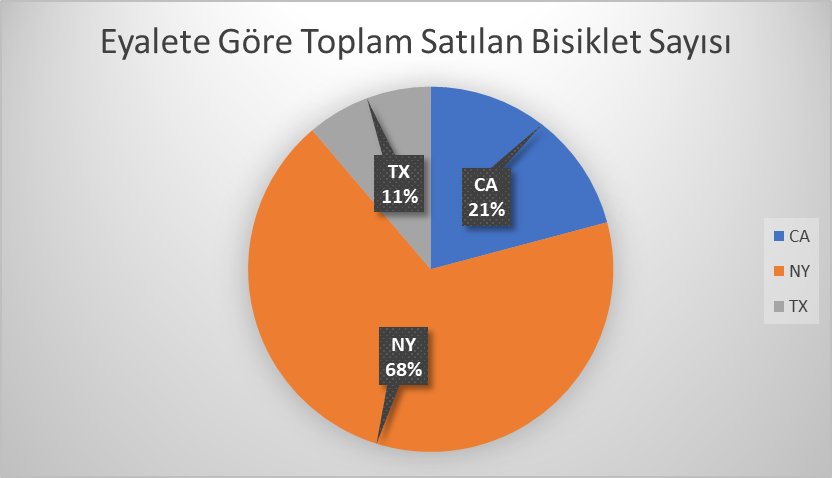 Eyalete Göre Toplam Satılan Bisiklet Sayısı
TX
11%
CA
21%
NY
68%
CA
NY
TX